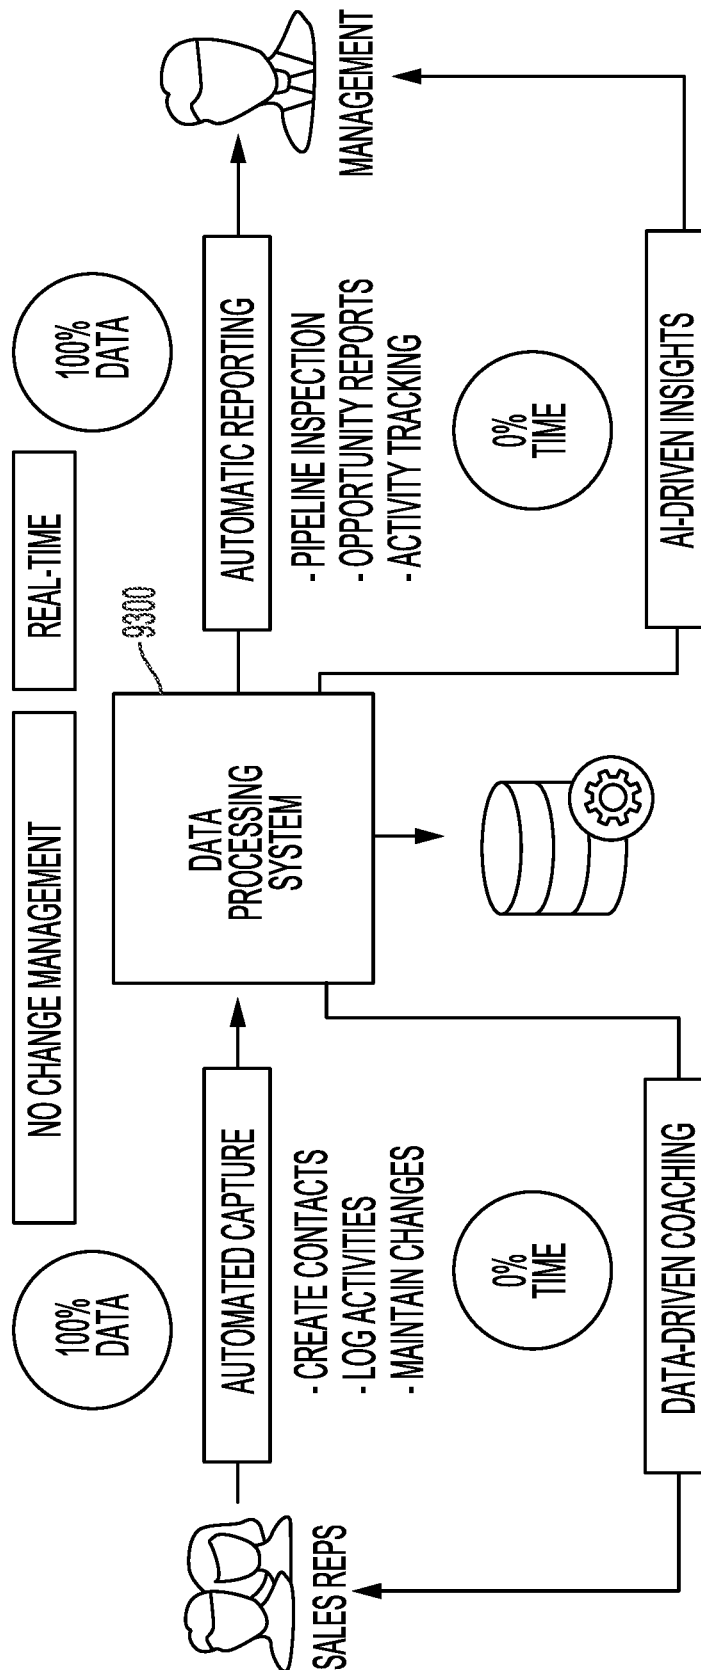 NO CHANGE MANAGEMENT
REAL-TIME
100%
DATA
100%
DATA
9300
SALES REPS
AUTOMATED CAPTURE
- CREATE CONTACTS
- LOG ACTIVITIES
- MAINTAIN CHANGES
DATA
PROCESSING
SYSTEM
AUTOMATIC REPORTING
- PIPELINE INSPECTION
- OPPORTUNITY REPORTS
- ACTIVITY TRACKING
MANAGEMENT
0%
TIME
0%
TIME
DATA-DRIVEN COACHING
AI-DRIVEN INSIGHTS